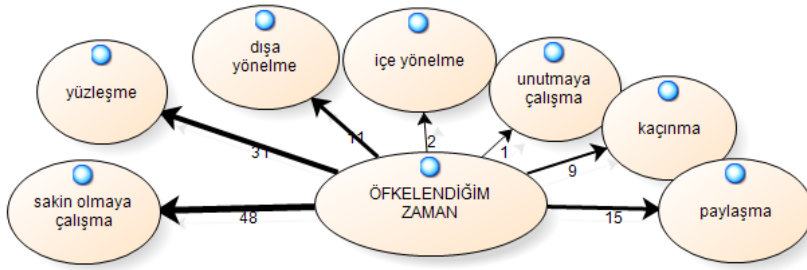 dışa
yönelme
içe yönelme
unutmaya
çalışma
yüzleşme
kaçınma
31
11
2
1
9
ÖFKELENDİĞİM
ZAMAN
sakin olmaya
çalışma
48
15
paylaşma